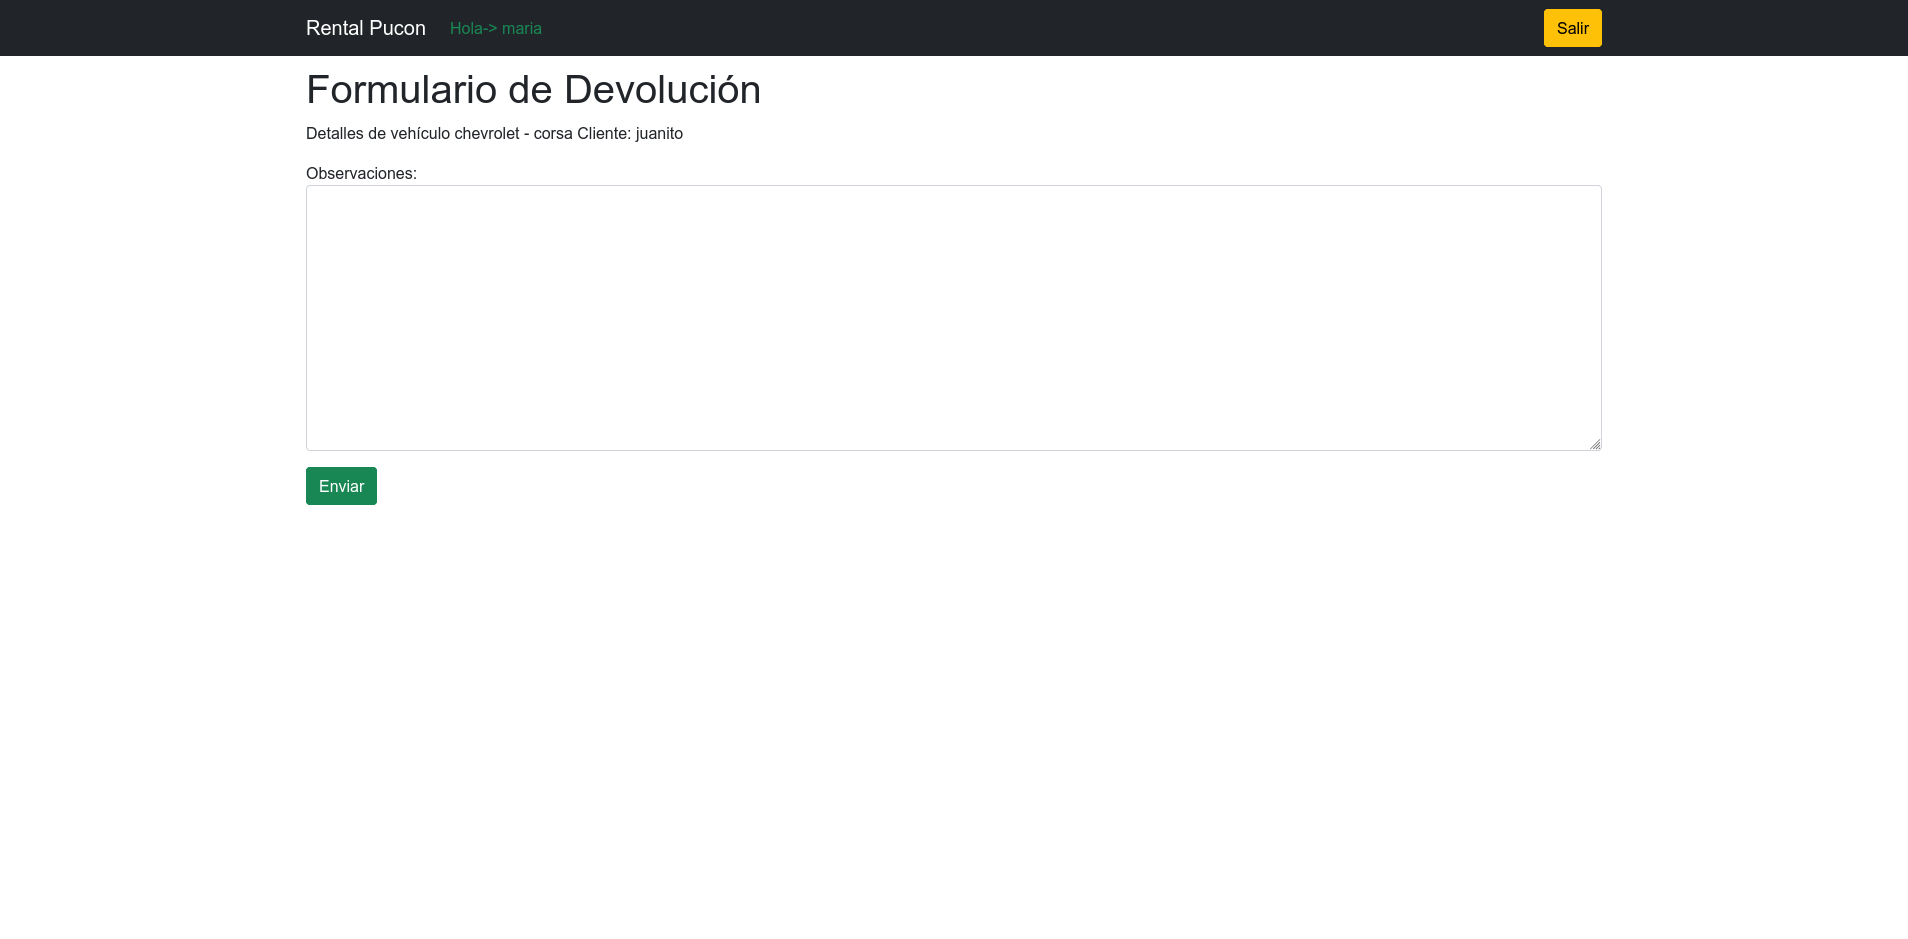 Rental Pucon Hola-> maria Salir
Formulario de Devolución
Detalles de vehículo chevrolet - corsa Cliente: juanito
Observaciones:
Enviar